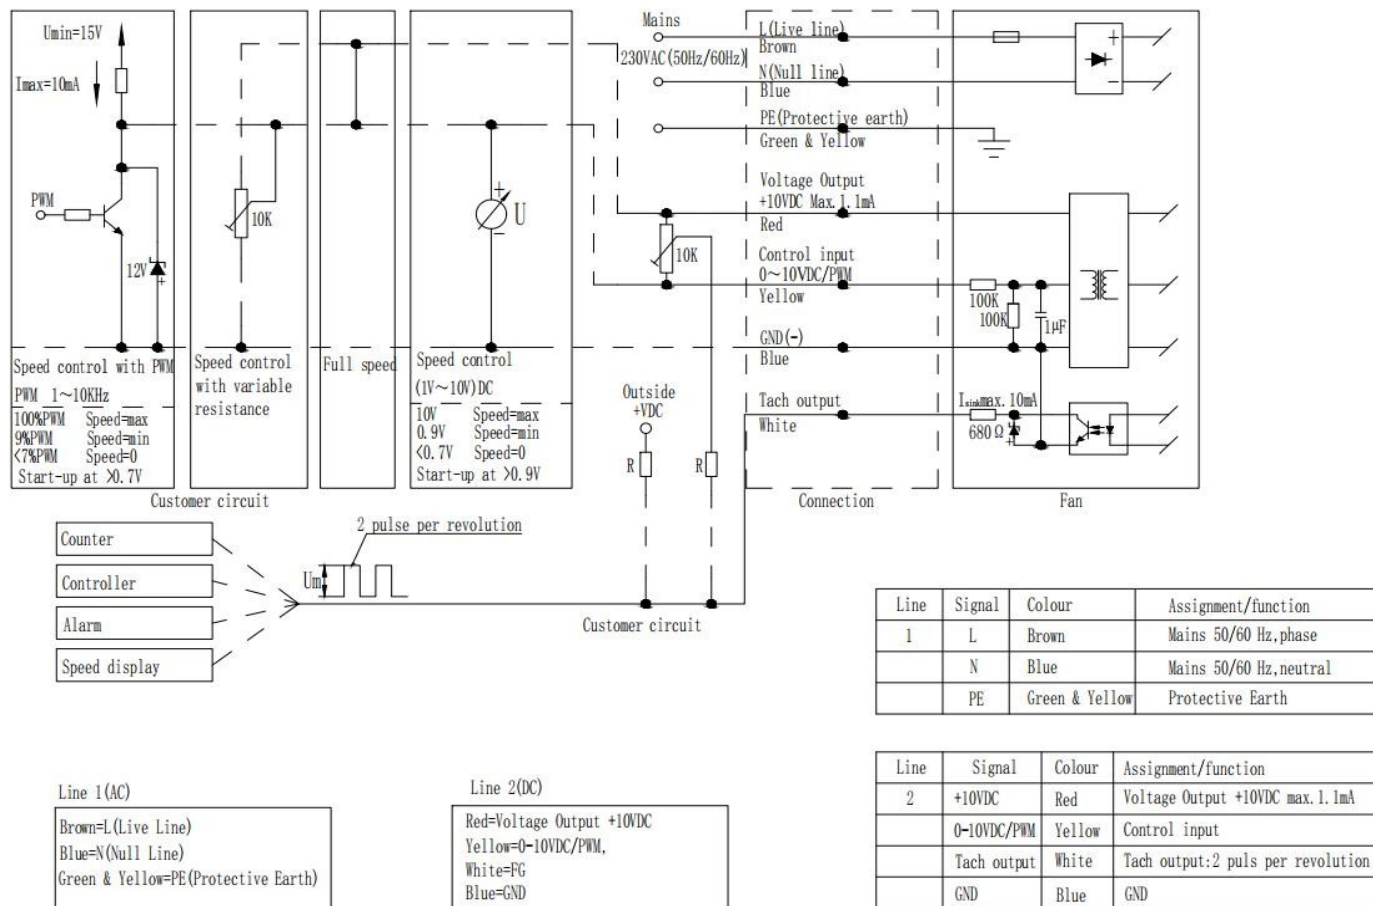 Umin=15V
Imax=10mA
PWM
12V
Speed control with PWM
PWM 1~10KHz
100%PWM Speed=max
9%PWM Speed=min
<7%PWM Speed=0
Start-up at >0.7V
10K
Speed control
with variable
resistance
Full speed
U
+
−
Speed control
(1V~10V)DC
10V Speed=max
0.9V Speed=min
<0.7V Speed=0
Start-up at >0.9V
Customer circuit
Mains
230VAC(50Hz/60Hz)
10K
Outside
+VDC
R
R
L(Live line)
Brown
N(Null line)
Blue
PE(Protective earth)
Green & Yellow
Voltage Output
+10VDC Max.1.1mA
Red
Control input
0~10VDC/PWM
Yellow
GND(-)
Blue
Tach output
White
Connection
+
−
100K
100K
1μF
Isinkmax.10mA
680Ω
+
+
Fan
Counter
Controller
Alarm
Speed display
2 pulse per revolution
Um
Customer circuit
Line Signal Colour Assignment/function
1 L Brown Mains 50/60 Hz,phase
N Blue Mains 50/60 Hz,neutral
PE Green & Yellow Protective Earth
Line Signal Colour Assignment/function
2 +10VDC Red Voltage Output +10VDC max.1.1mA
0-10VDC/PWM Yellow Control input
Tach output White Tach output:2 puls per revolution
GND Blue GND
Line 1(AC)
Brown=L(Live Line)
Blue=N(Null Line)
Green & Yellow=PE(Protective Earth)
Line 2(DC)
Red=Voltage Output +10VDC
Yellow=0-10VDC/PWM,
White=FG
Blue=GND